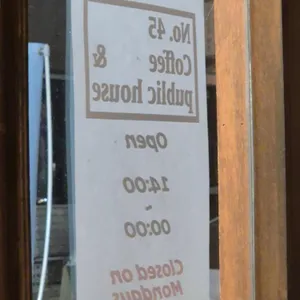 No. 45
Coffee &
public house
Open
14:00
~
00:00
Closed on
Mondays